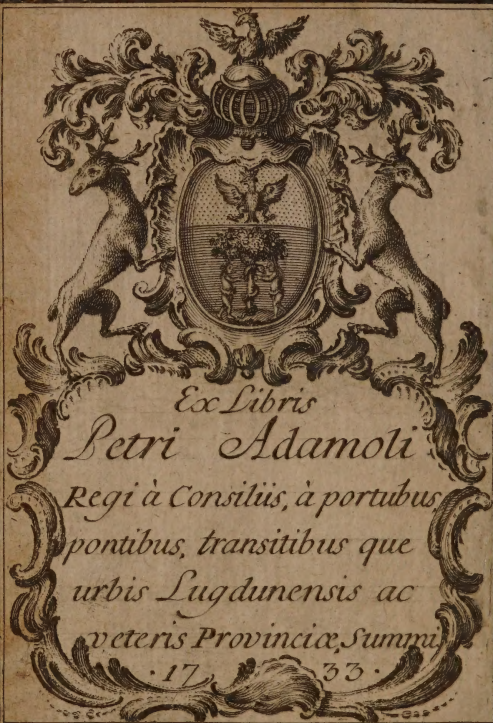 Ex Libris
Petri Adamoli
Regi à Consiliis, à portubus
pontibus, transitibus que
urbis Lugdunensis ac
veteris Provinciæ, Summi
·17 33·